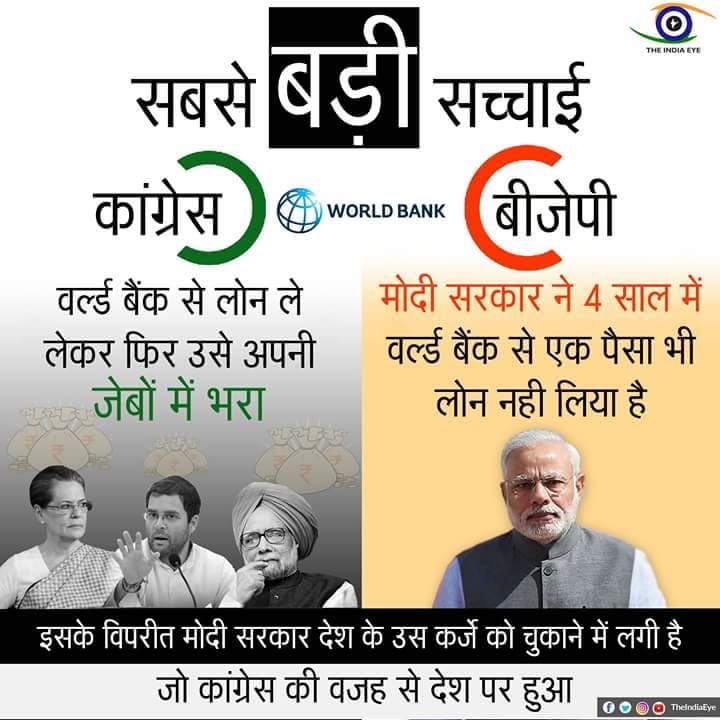 THE INDIA EYE
सबसे बड़ी सच्चाई
कांग्रेस
WORLD BANK
बीजेपी
वर्ल्ड बैंक से लोन ले
लेकर फिर उसे अपनी
जेबों में भरा
मोदी सरकार ने 4 साल में
वर्ल्ड बैंक से एक पैसा भी
लोन नही लिया है
इसके विपरीत मोदी सरकार देश के उस कर्जे को चुकाने में लगी है
जो कांग्रेस की वजह से देश पर हुआ
TheIndiaEye